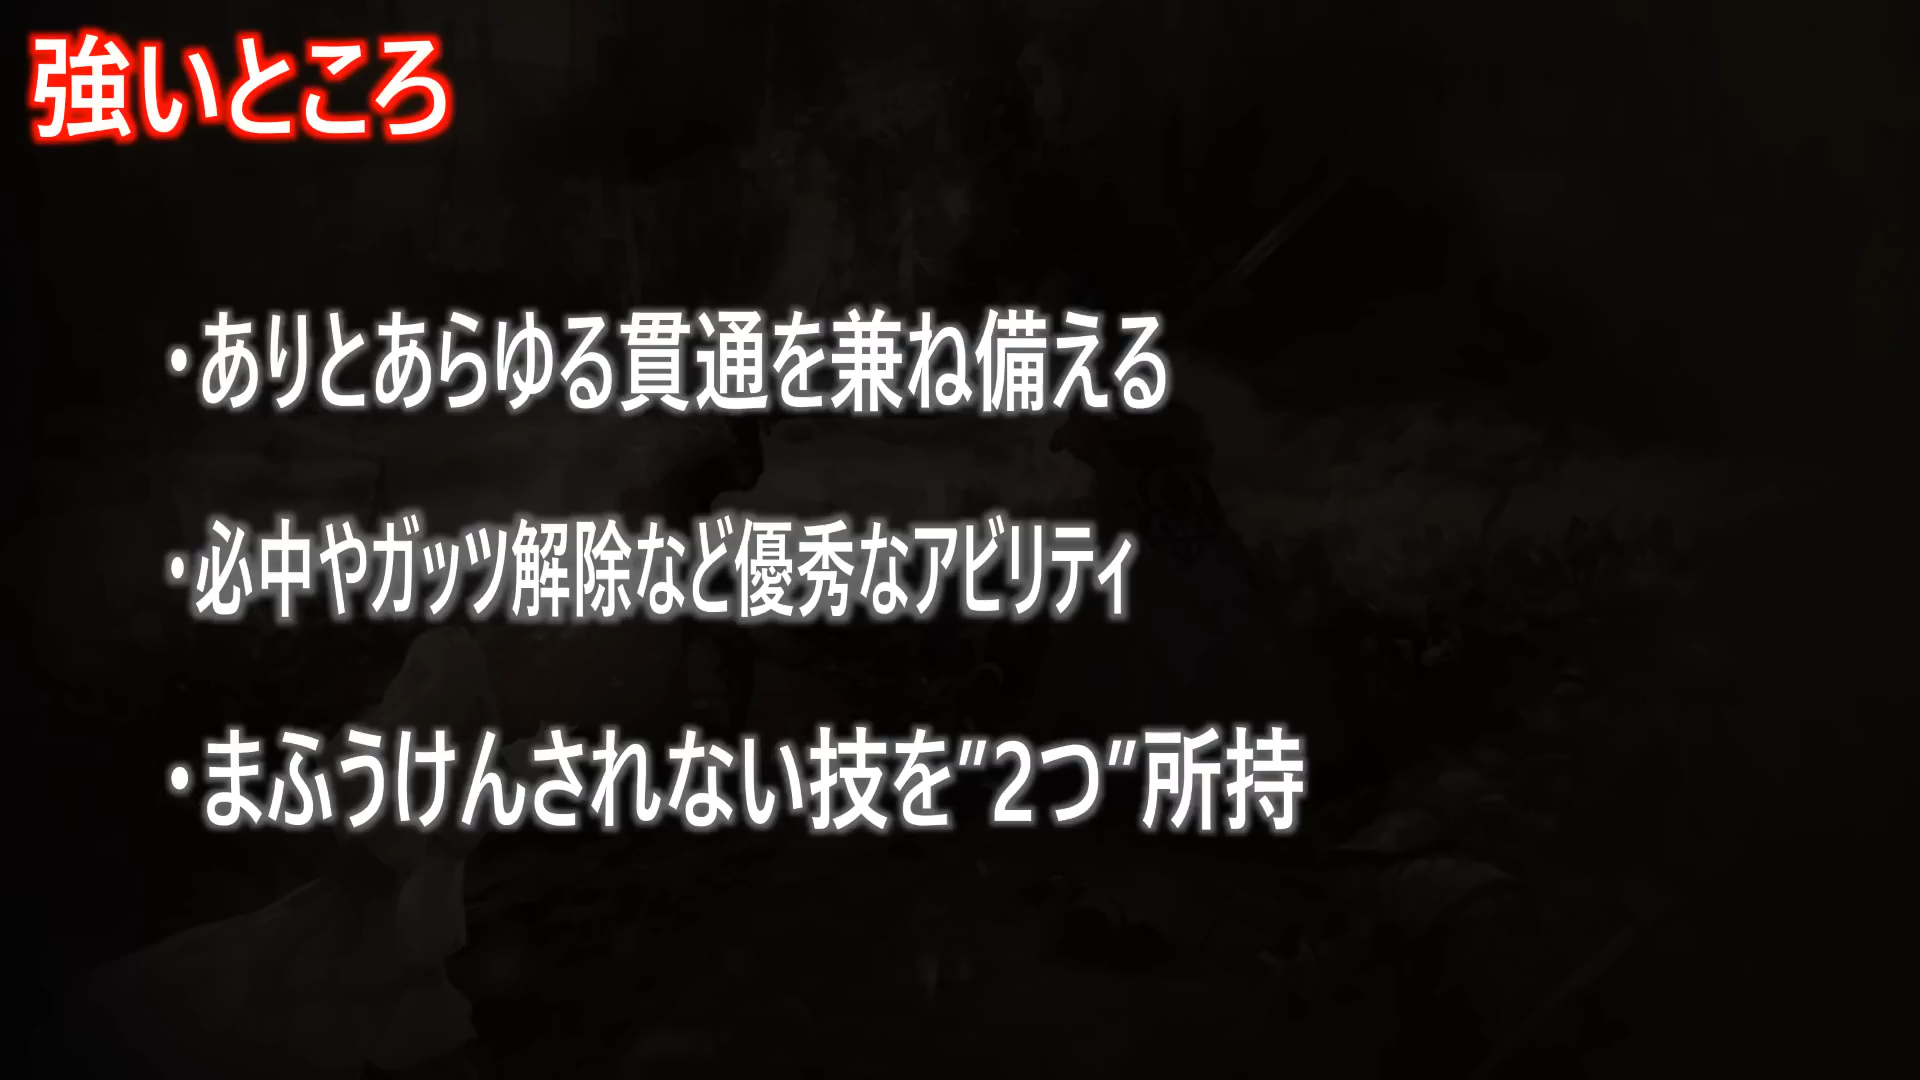 強いところ
・ありとあらゆる貫通を兼ね備える
・必中やガッツ解除など優秀なアビリティ
・まふうけんされない技を"2つ"所持